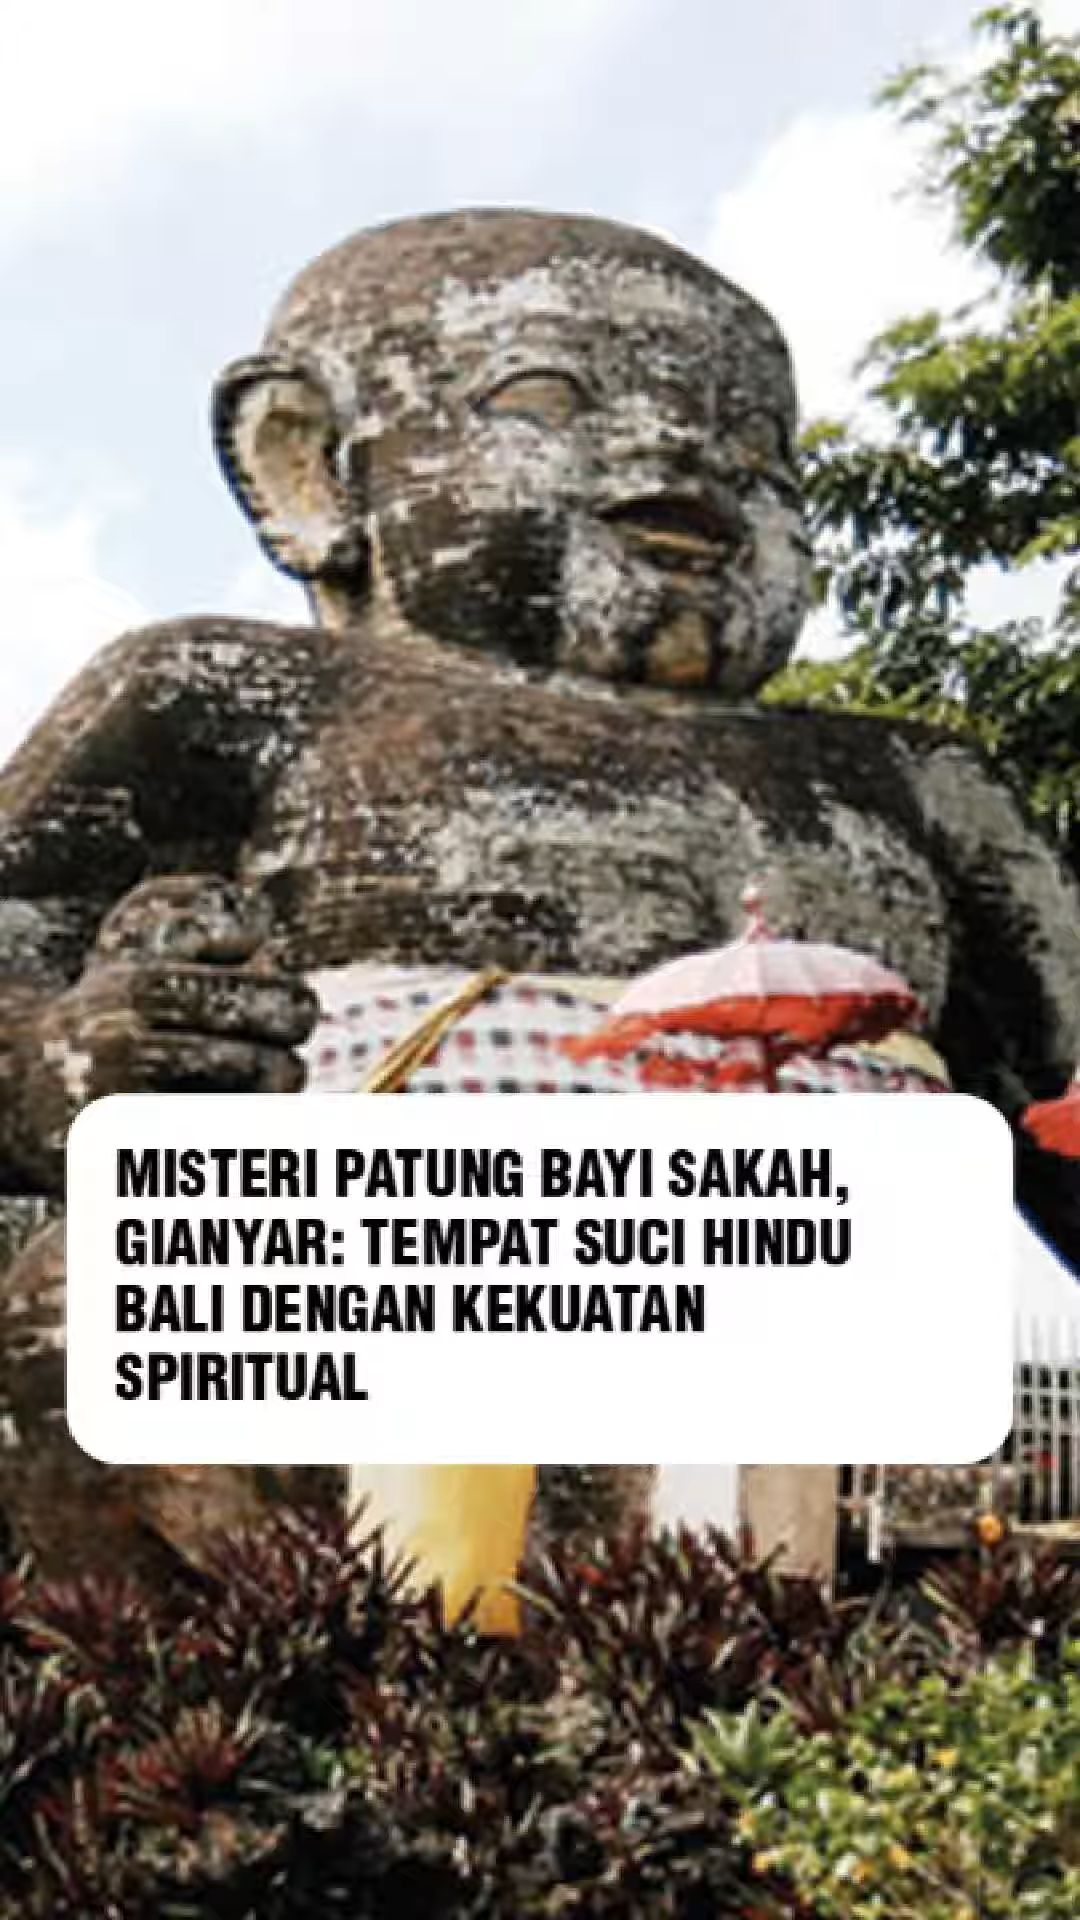 MISTERI PATUNG BAYI SAKAH,
GIANYAR: TEMPAT SUCI HINDU
BALI DENGAN KEKUATAN
SPIRITUAL